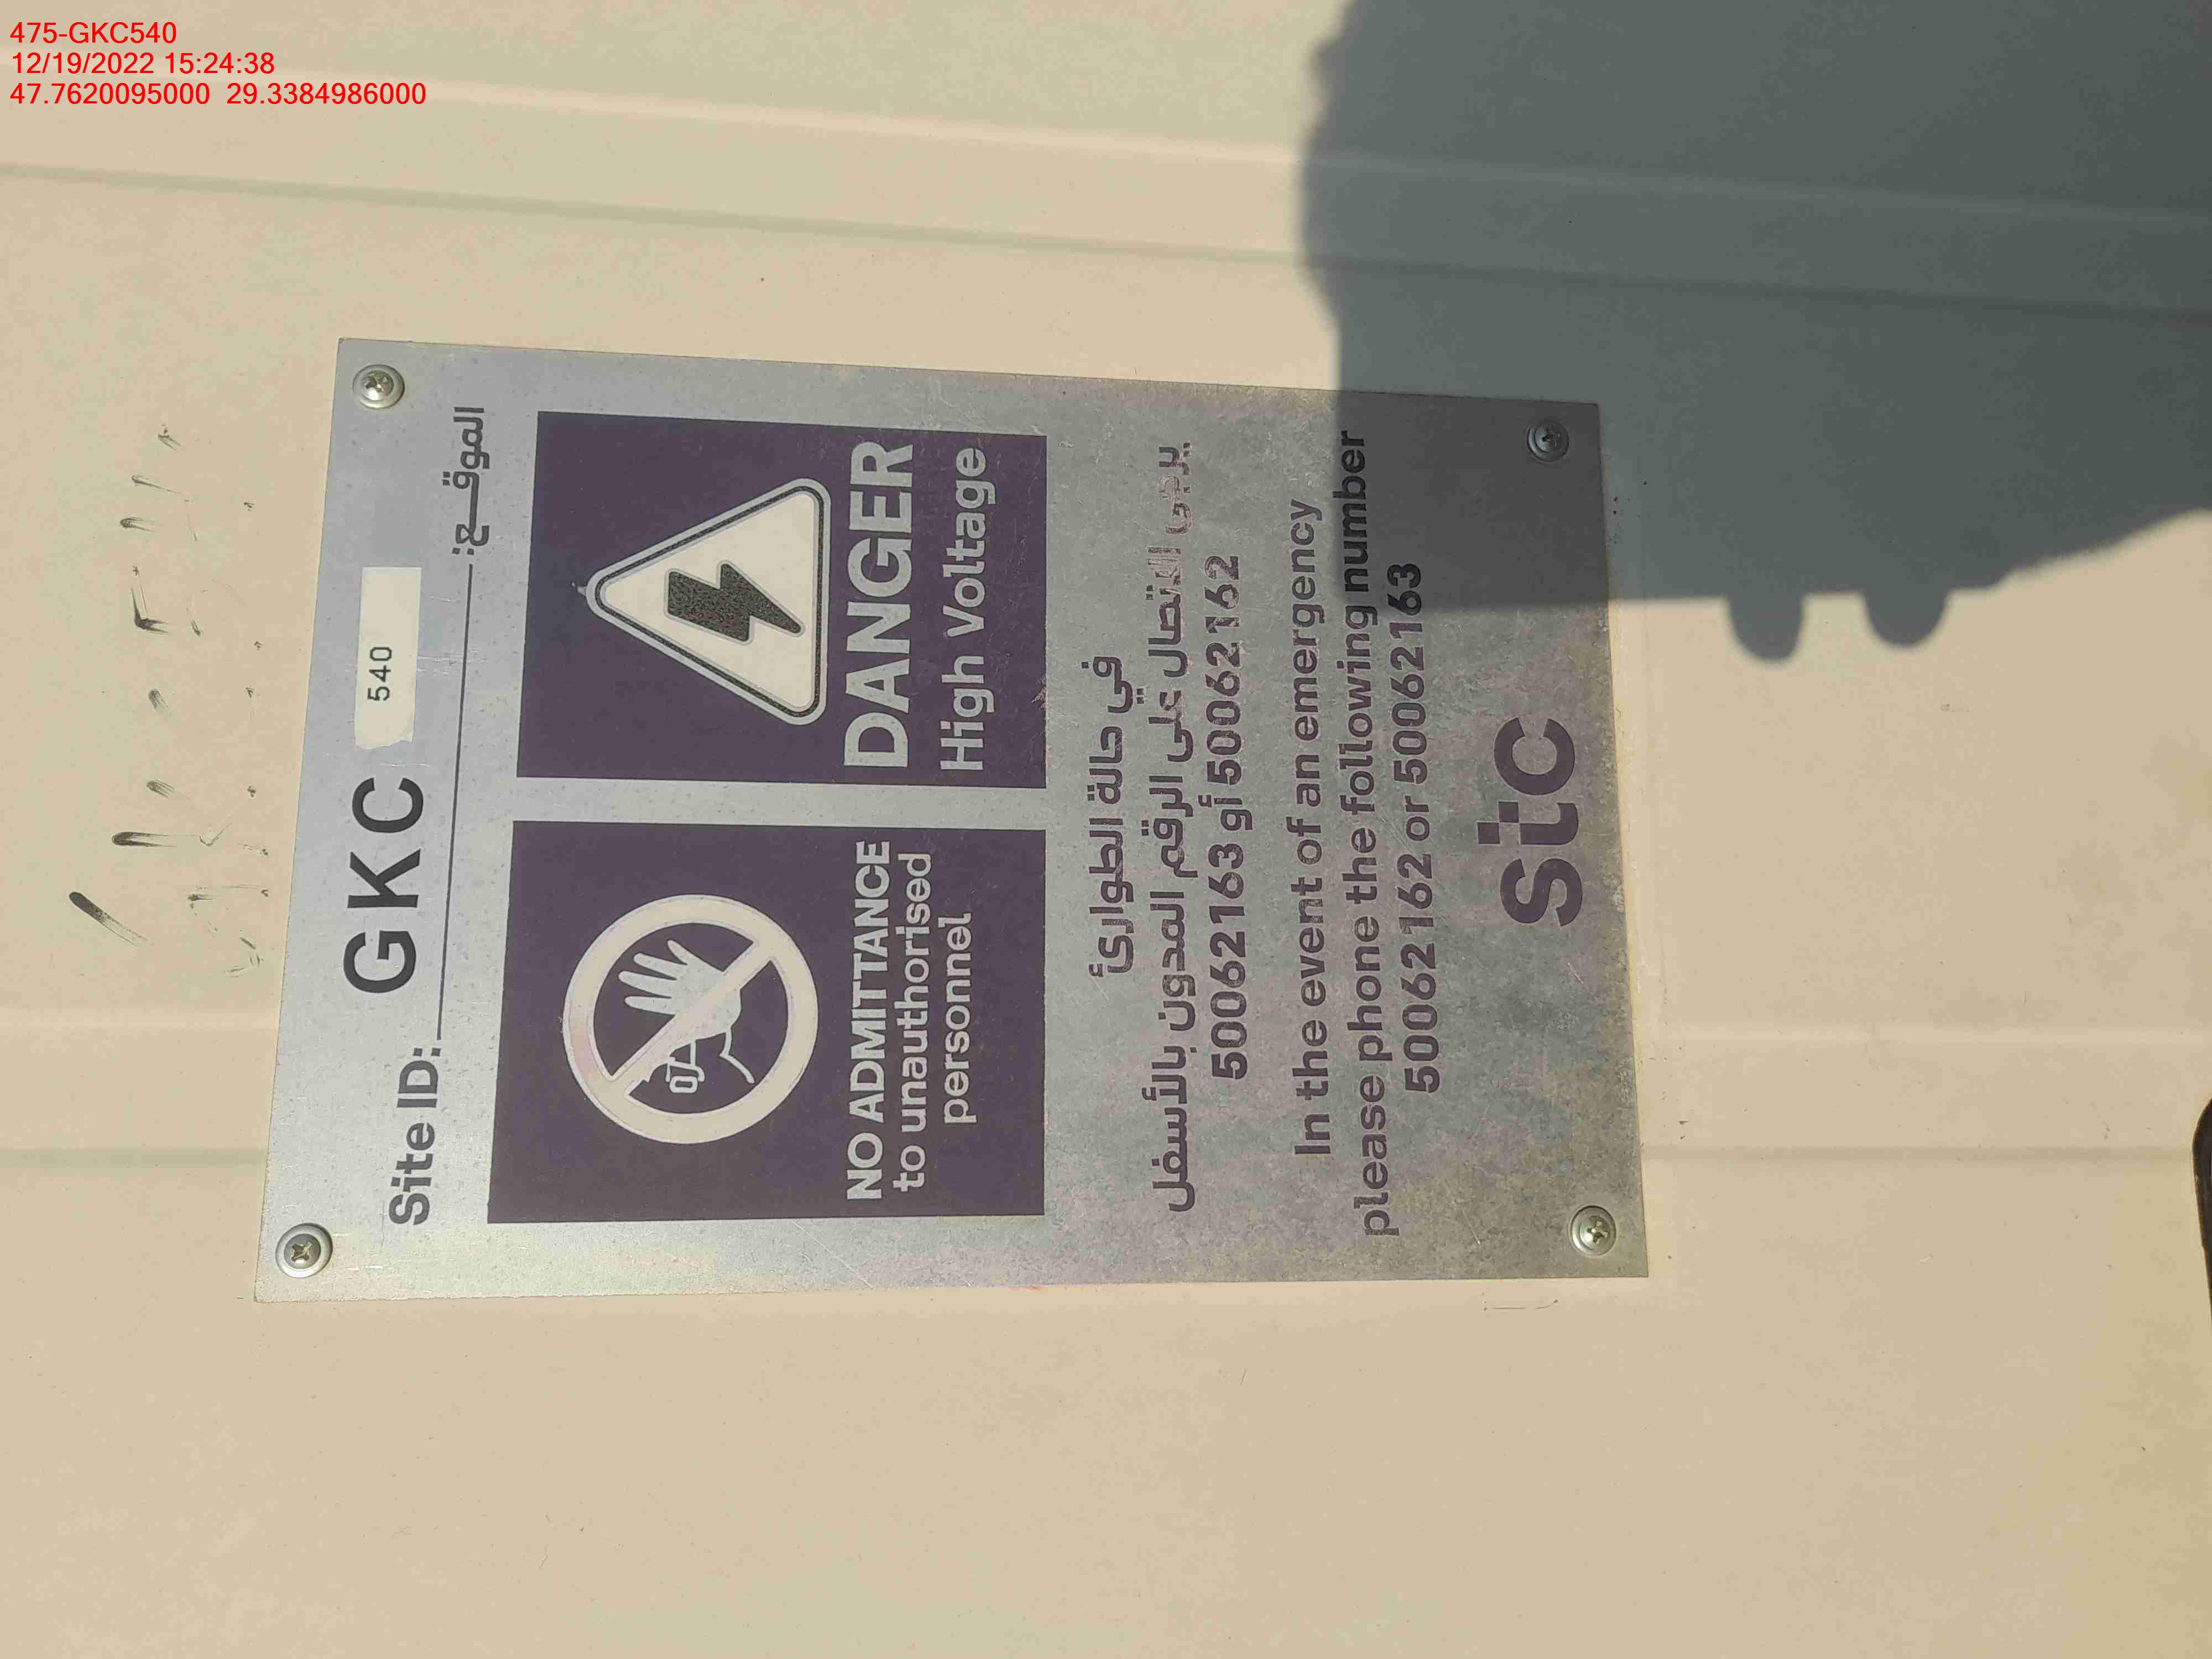 475-GKC540
12/19/2022 15:24:38
47.7620095000 29.3384986000
Site ID: GKC 540 الموقع:
NO ADMITTANCE
to unauthorised
personnel
DANGER
High Voltage
في حالة الطوارئ
يرجى الاتصال على الرقم المدون بالأسفل
50062163 أو 50062162
In the event of an emergency
please phone the following number
50062162 or 50062163
stc